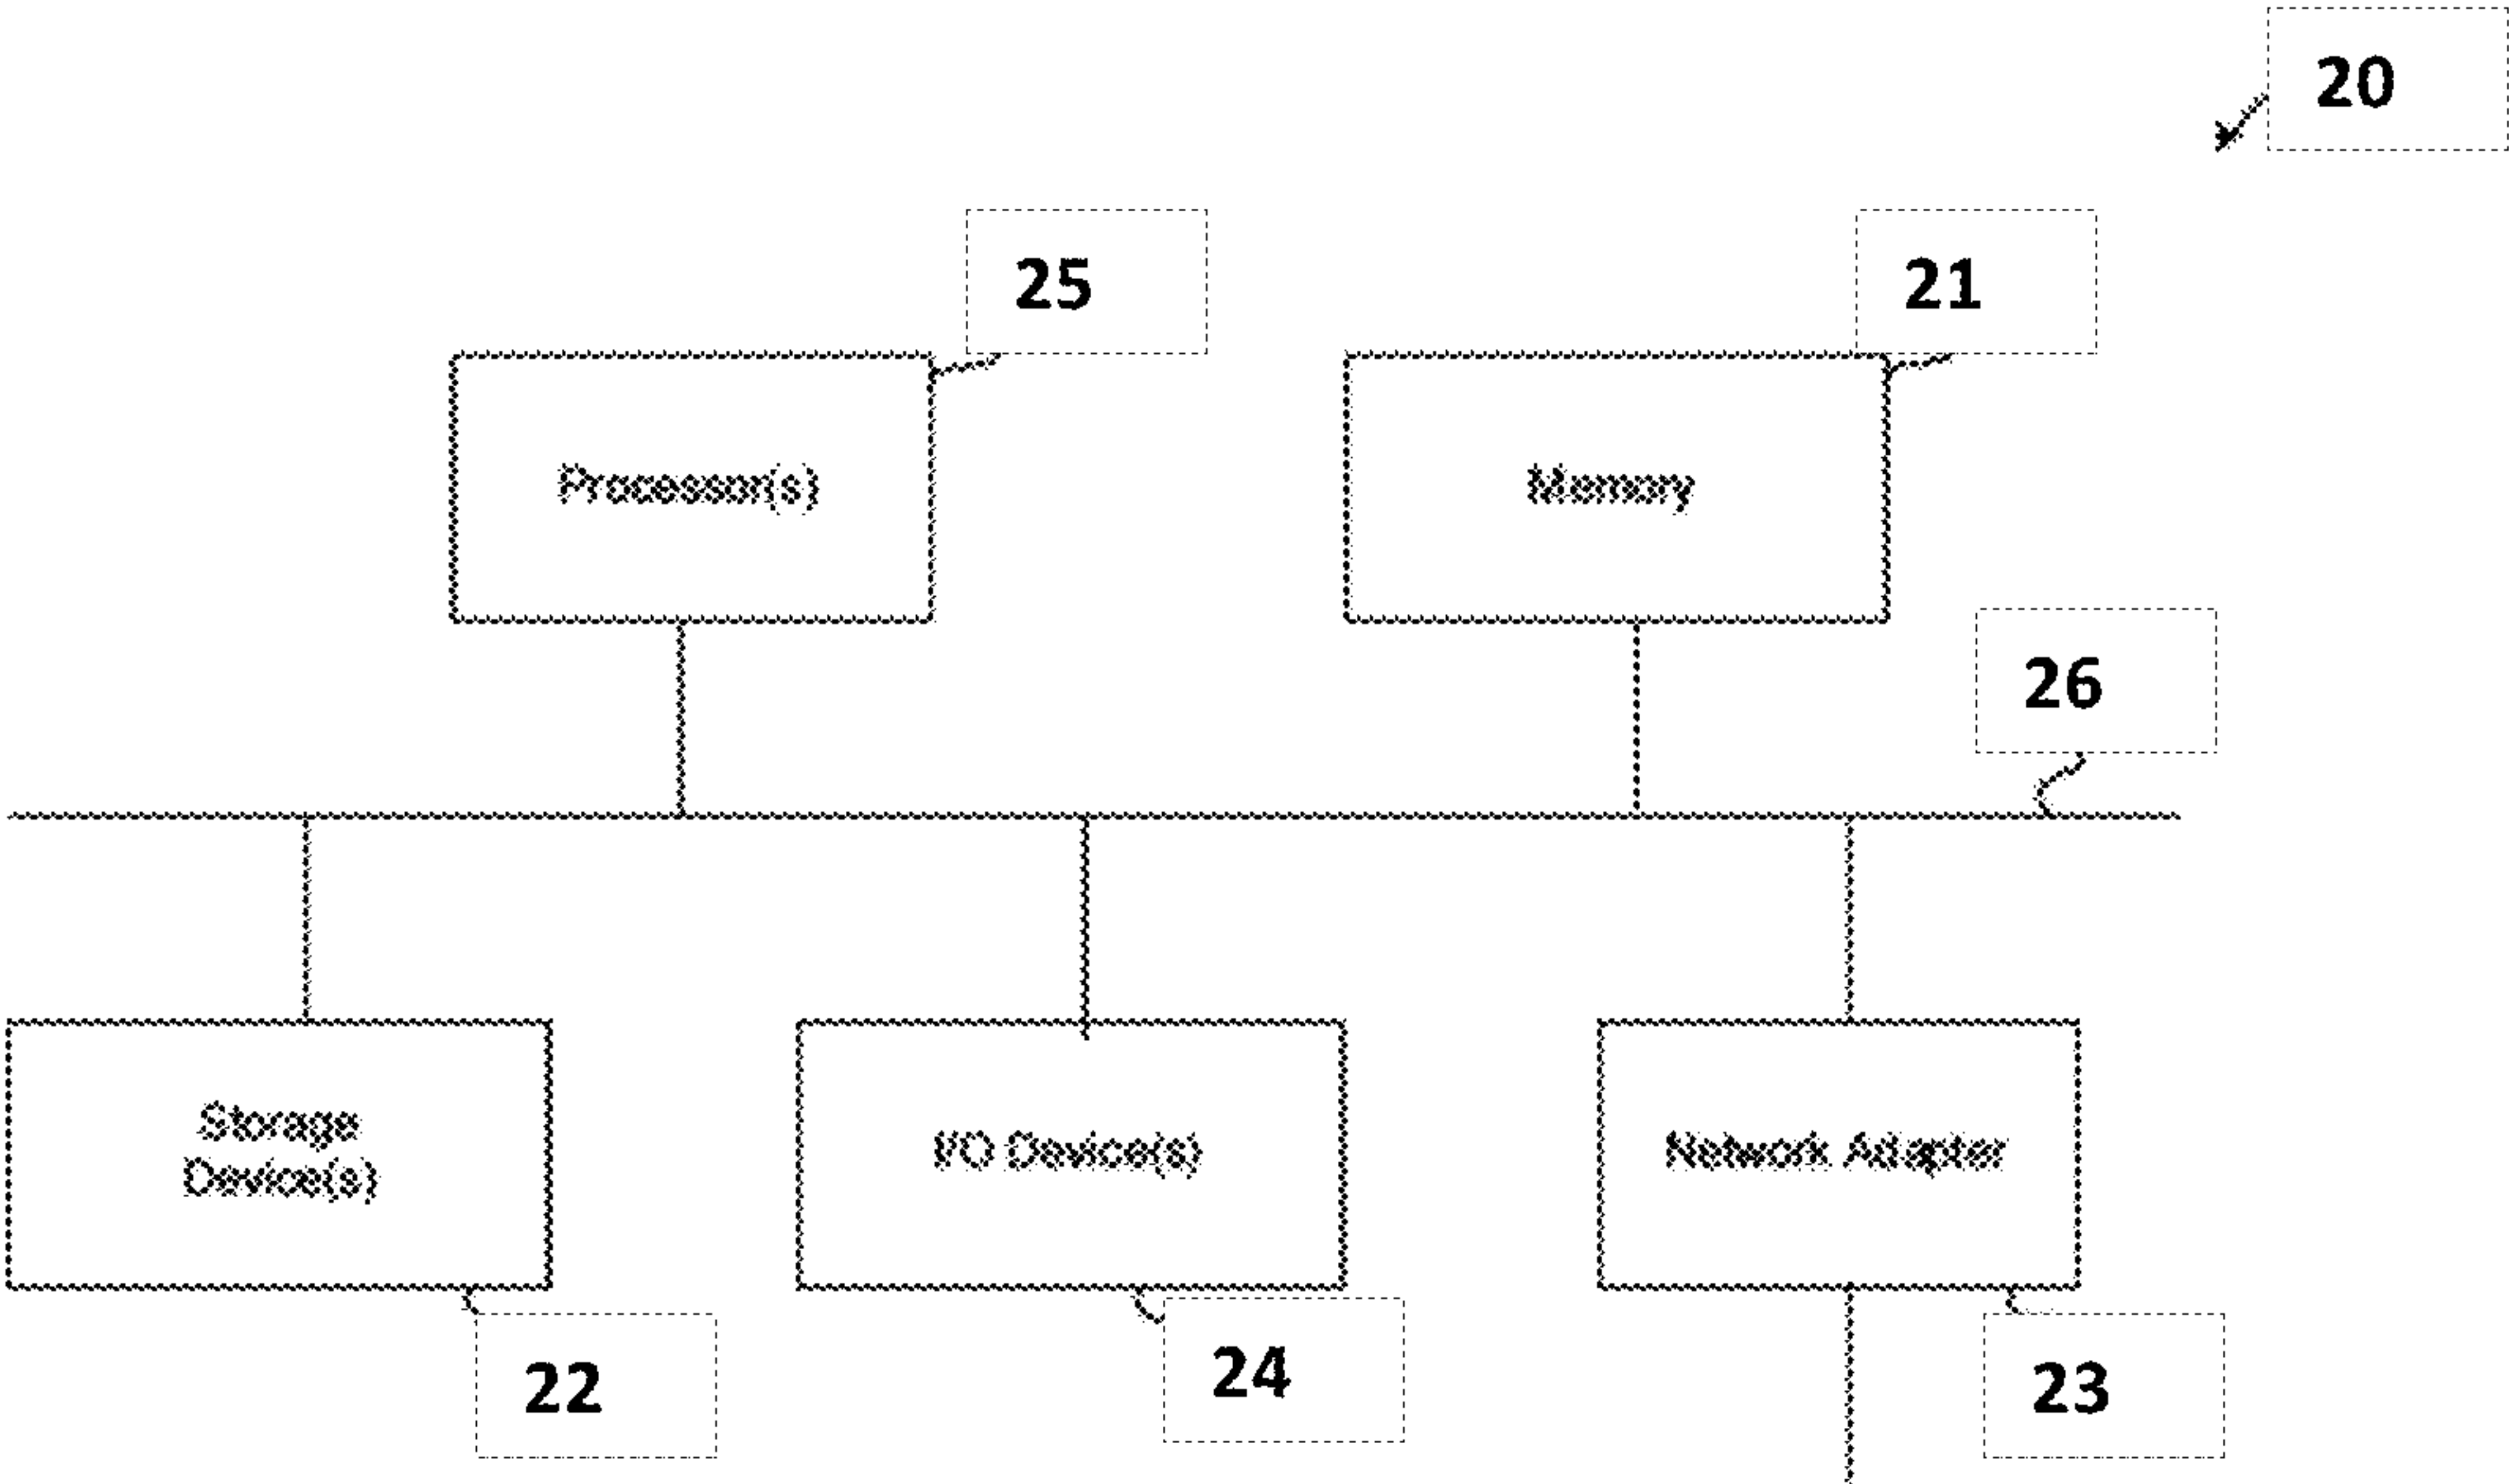 20
25
21
Processor(s)
Memory
26
Storage
Device(s)
I/O Device(s)
Network Adapter
22
24
23